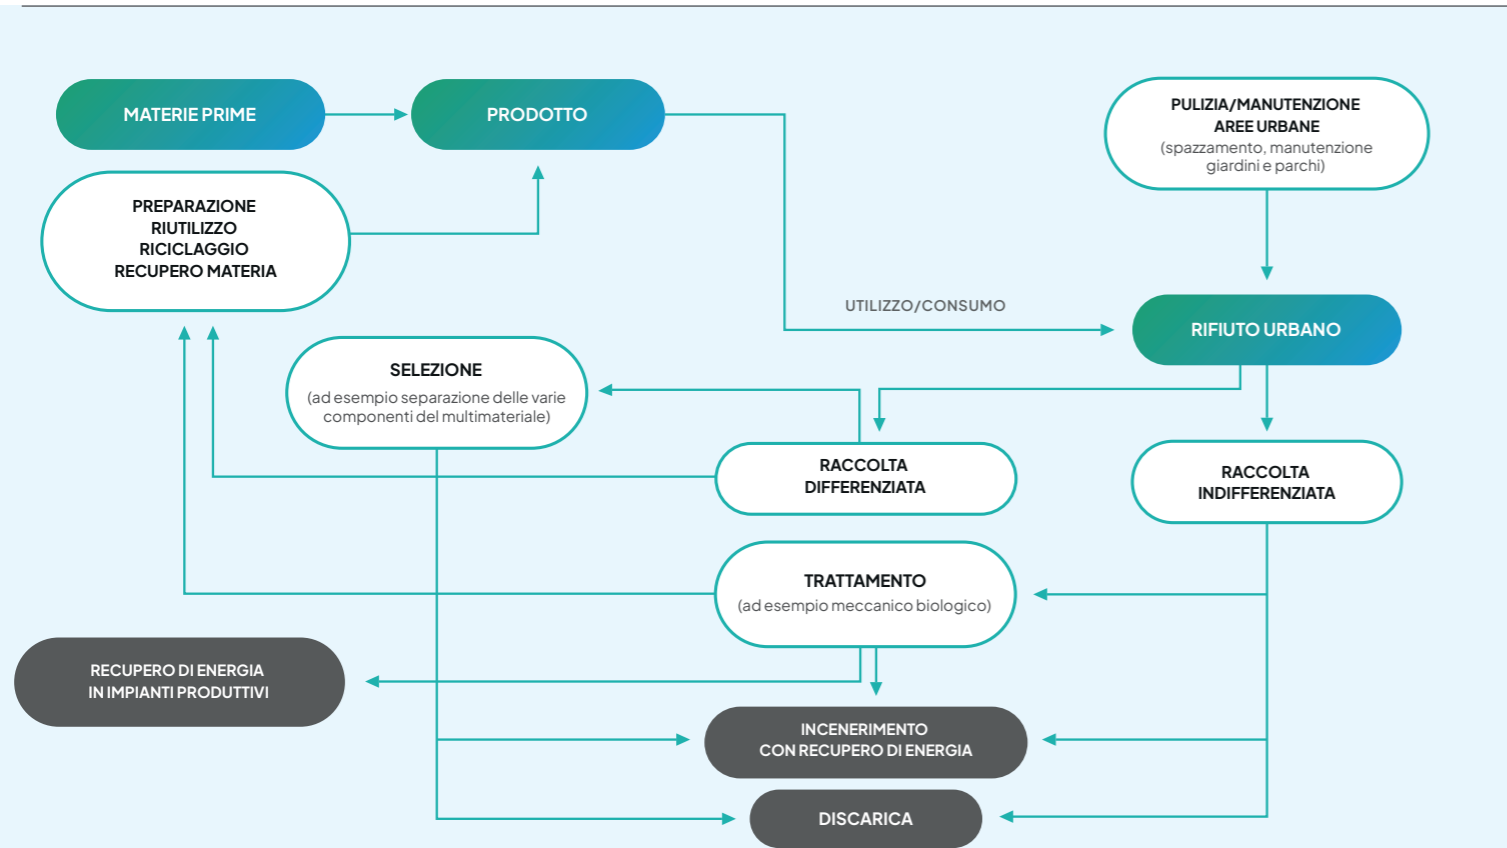 MATERIE PRIME
PRODOTTO
PULIZIA/MANUTENZIONE
AREE URBANE
(spazzamento, manutenzione
giardini e parchi)
PREPARAZIONE
RIUTILIZZO
RICICLAGGIO
RECUPERO MATERIA
UTILIZZO/CONSUMO
RIFIUTO URBANO
SELEZIONE
(ad esempio separazione delle varie
componenti del multimateriale)
RACCOLTA
DIFFERENZIATA
RACCOLTA
INDIFFERENZIATA
TRATTAMENTO
(ad esempio meccanico biologico)
RECUPERO DI ENERGIA
IN IMPIANTI PRODUTTIVI
INCENERIMENTO
CON RECUPERO DI ENERGIA
DISCARICA